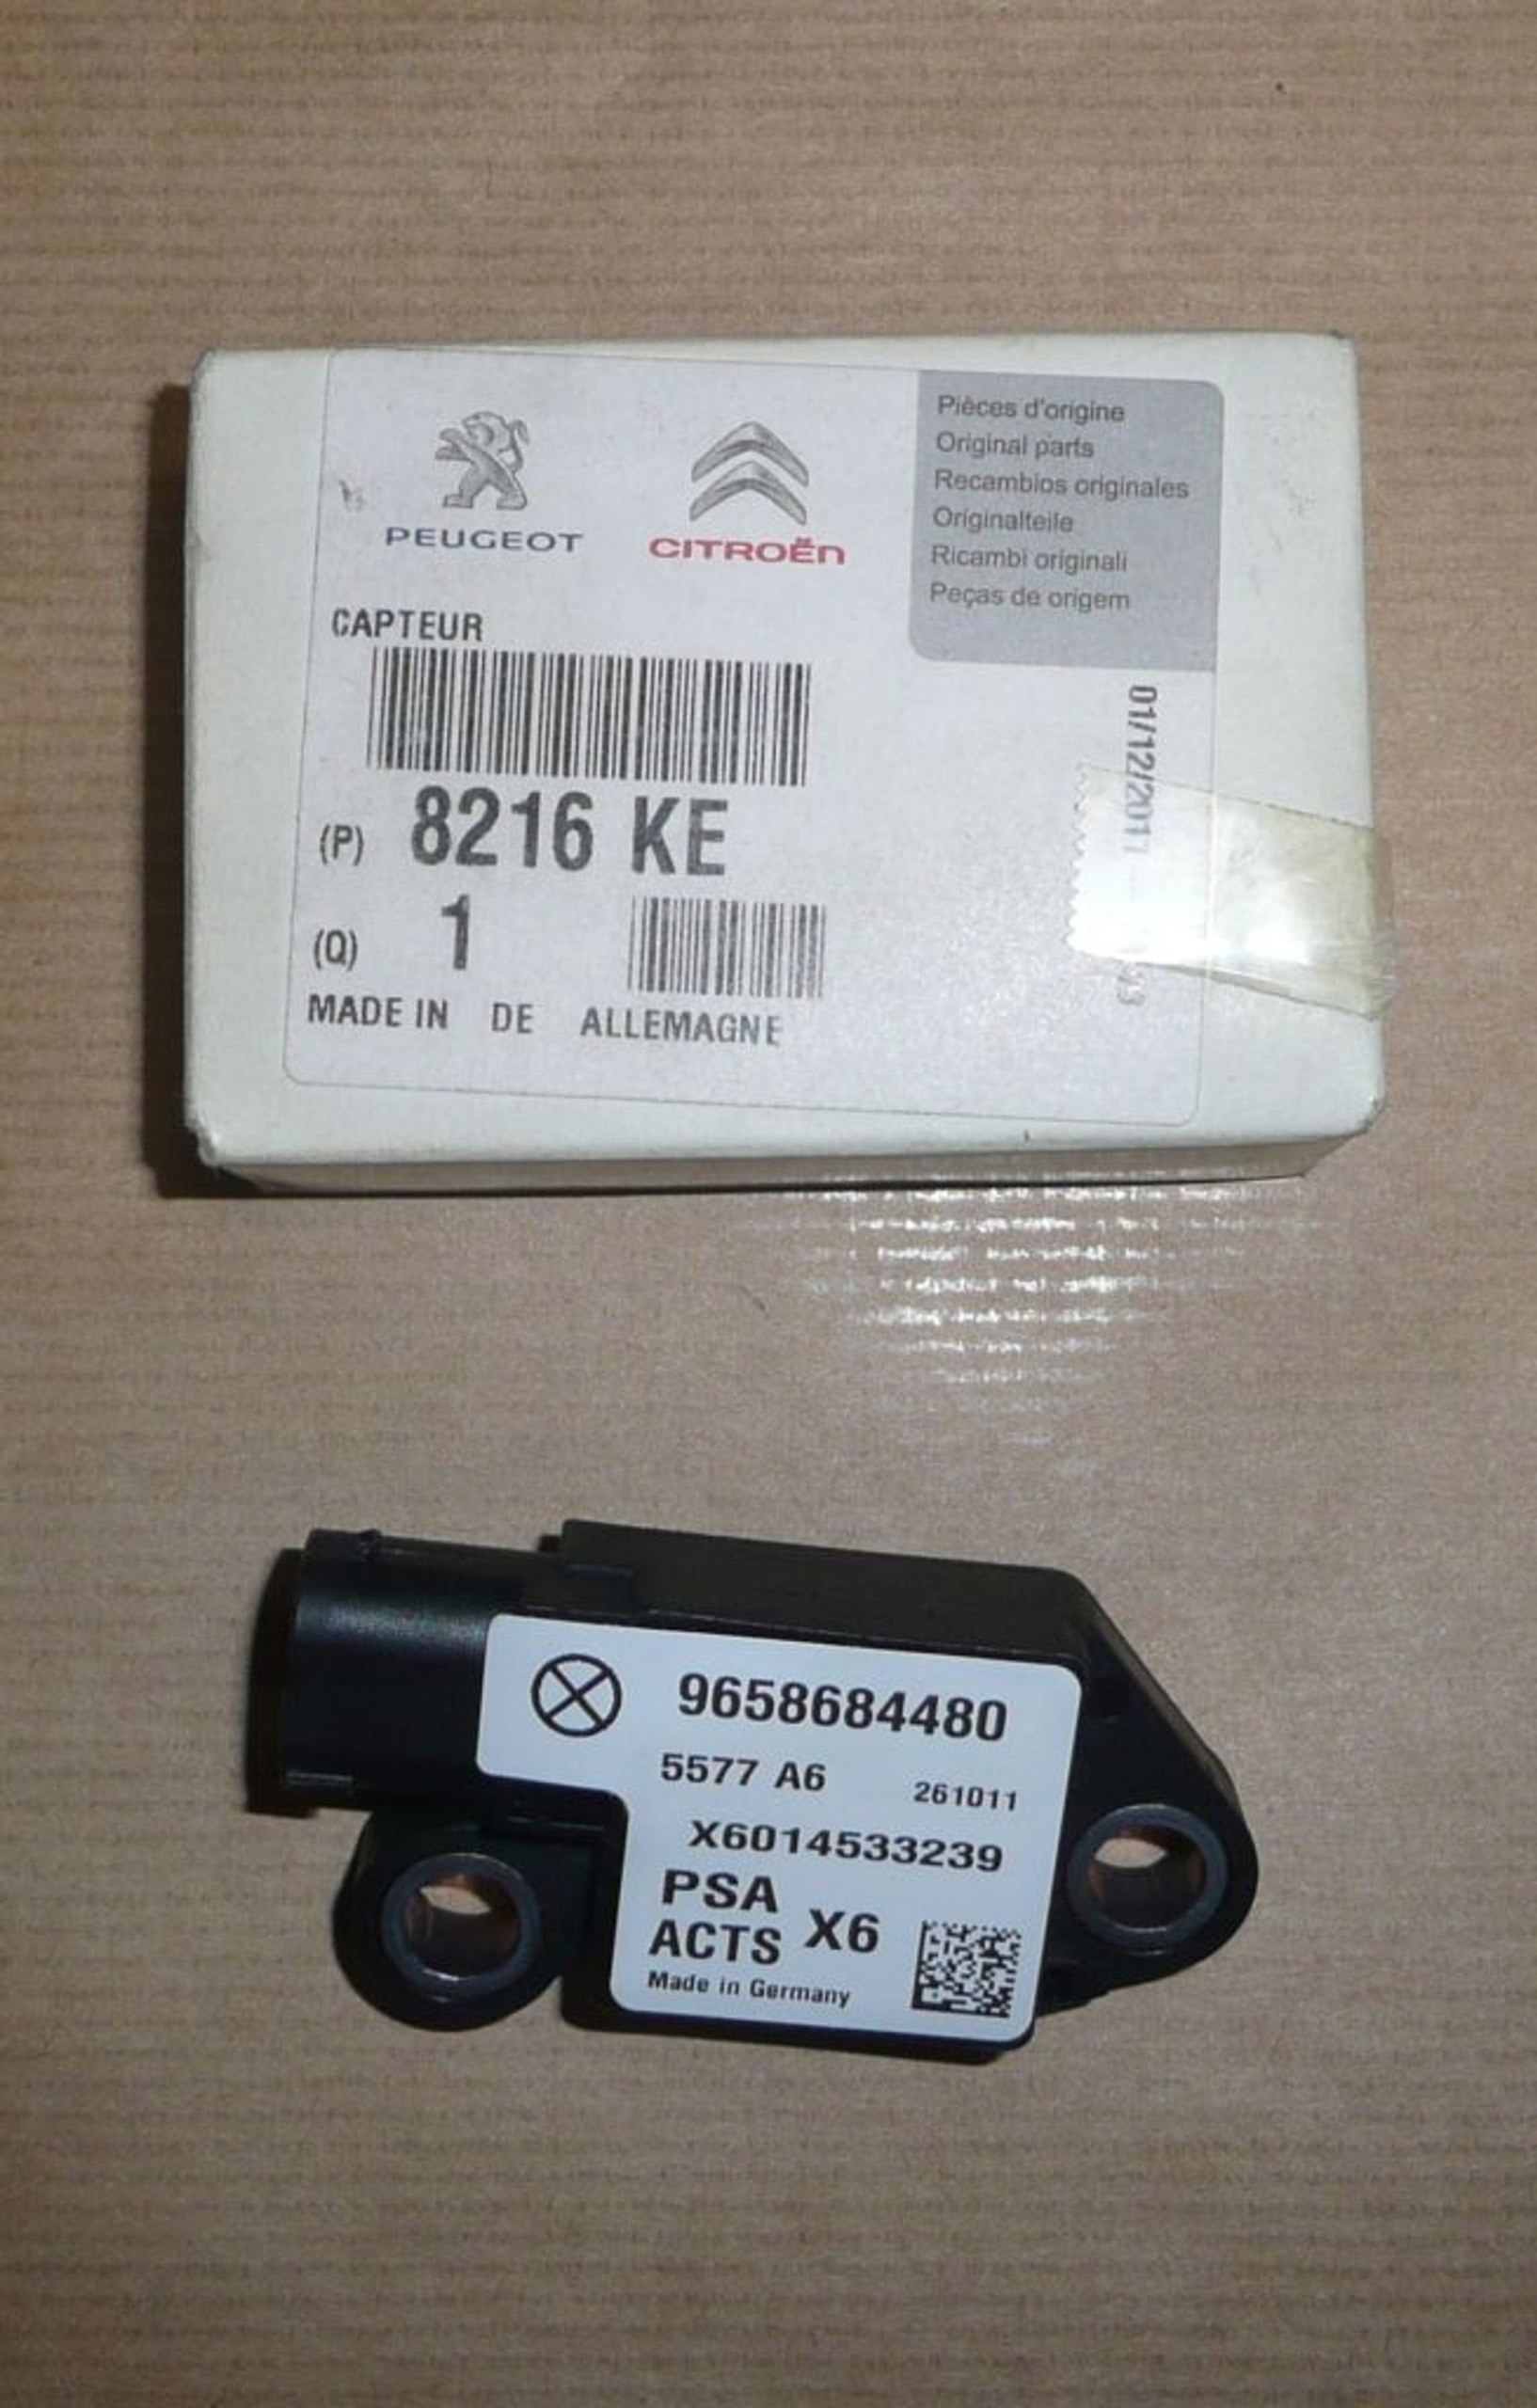 PEUGEOT
CITROËN
Pièces d'origine
Original parts
Recambios originales
Originalteile
Ricambi originali
Peças de origem
CAPTEUR
01/12/2011
(P) 8216 KE
(Q) 1
MADE IN DE ALLEMAGNE
9658684480
5577 A6 261011
X6014533239
PSA
ACTS X6
Made in Germany